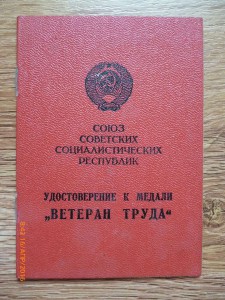 СОЮЗ
СОВЕТСКИХ
СОЦИАЛИСТИЧЕСКИХ
РЕСПУБЛИК
УДОСТОВЕРЕНИЕ К МЕДАЛИ
„ВЕТЕРАН ТРУДА“